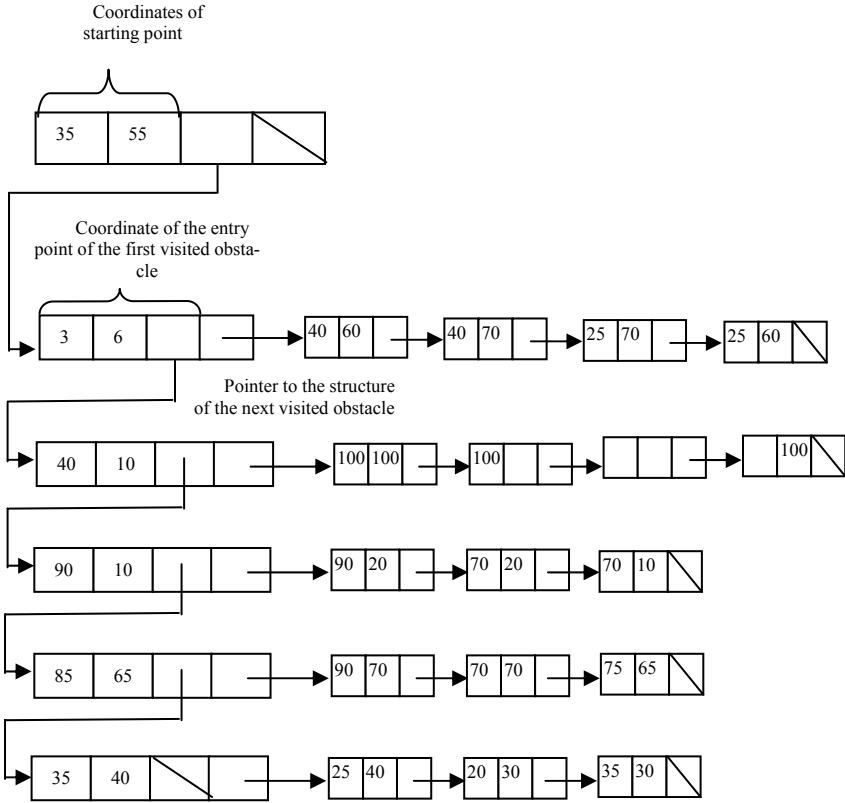 Coordinates of
starting point
35 55
Coordinate of the entry
point of the first visited obsta-
cle
3 6 40 60 40 70 25 70 25 60
Pointer to the structure
of the next visited obstacle
40 10 100 100 100 100
90 10 90 20 70 20 70 10
85 65 90 70 70 70 75 65
35 40 25 40 20 30 35 30